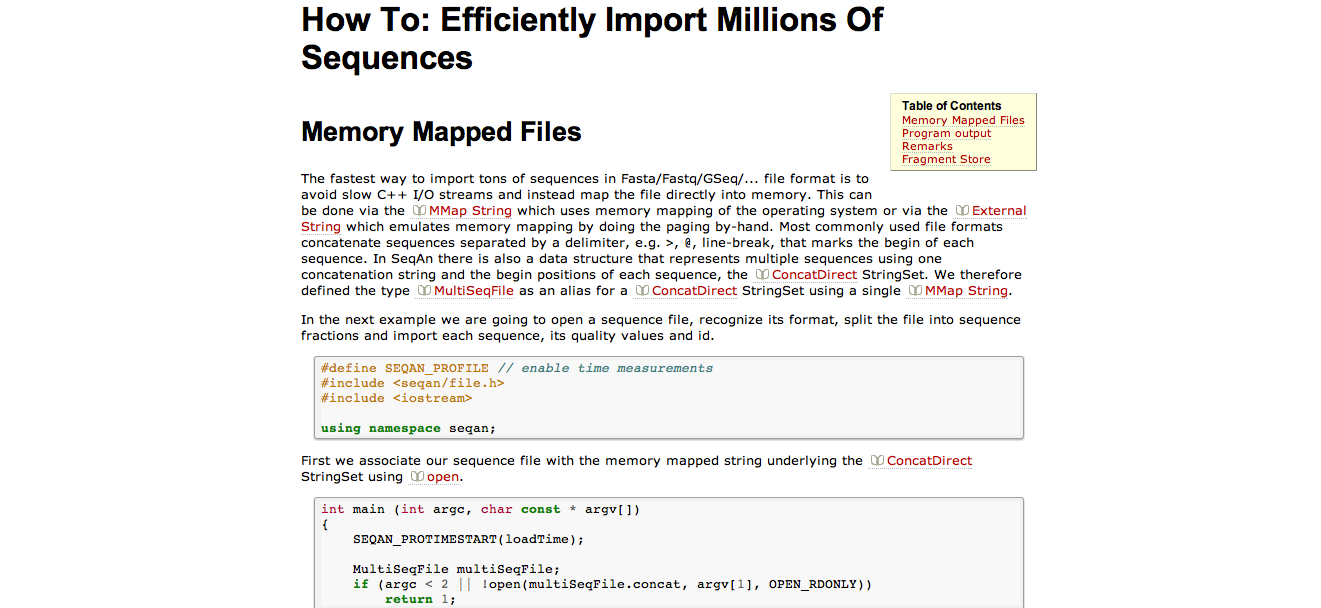 How To: Efficiently Import Millions Of
Sequences
Table of Contents
Memory Mapped Files
Program output
Remarks
Fragment Store
Memory Mapped Files
The fastest way to import tons of sequences in Fasta/Fastq/GSeq/... file format is to
avoid slow C++ I/O streams and instead map the file directly into memory. This can
be done via the MMap String which uses memory mapping of the operating system or via the External
String which emulates memory mapping by doing the paging by-hand. Most commonly used file formats
concatenate sequences separated by a delimiter, e.g. >, @, line-break, that marks the begin of each
sequence. In SeqAn there is also a data structure that represents multiple sequences using one
concatenation string and the begin positions of each sequence, the ConcatDirect StringSet. We therefore
defined the type MultiSeqFile as an alias for a ConcatDirect StringSet using a single MMap String.
In the next example we are going to open a sequence file, recognize its format, split the file into sequence
fractions and import each sequence, its quality values and id.
#define SEQAN_PROFILE // enable time measurements
#include <seqan/file.h>
#include <iostream>
using namespace seqan;
First we associate our sequence file with the memory mapped string underlying the ConcatDirect
StringSet using open.
int main (int argc, char const * argv[])
{
SEQAN_PROTIMESTART(loadTime);
MultiSeqFile multiSeqFile;
if (argc < 2 || !open(multiSeqFile.concat, argv[1], OPEN_RDONLY))
return 1;